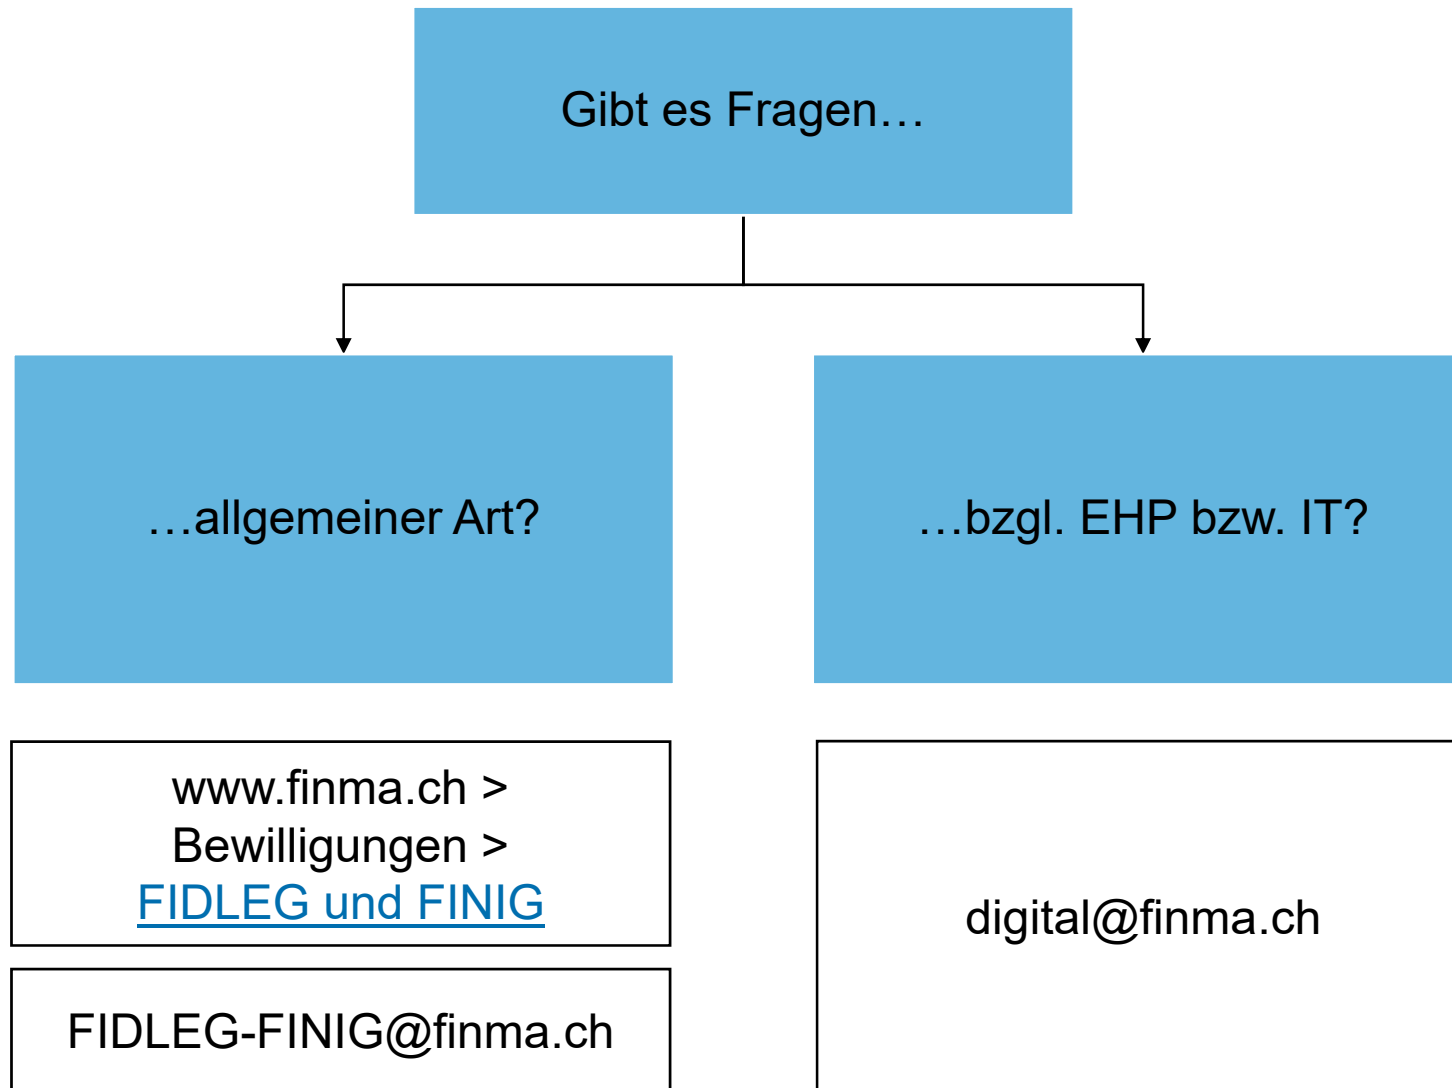 Gibt es Fragen…
…allgemeiner Art?
…bzgl. EHP bzw. IT?
www.finma.ch >
Bewilligungen >
FIDLEG und FINIG
FIDLEG-FINIG@finma.ch
digital@finma.ch